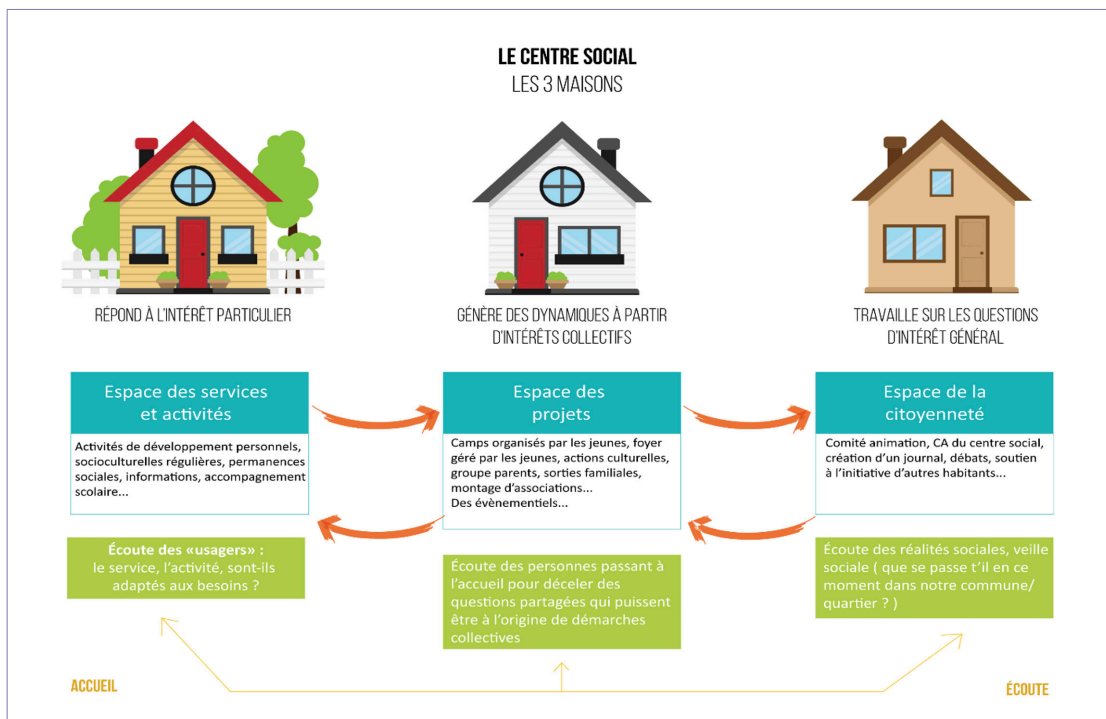 LE CENTRE SOCIAL
LES 3 MAISONS
RÉPOND À L'INTÉRÊT PARTICULIER
GÉNÈRE DES DYNAMIQUES À PARTIR
D'INTÉRÊTS COLLECTIFS
TRAVAILLE SUR LES QUESTIONS
D'INTÉRÊT GÉNÉRAL
Espace des services
et activités
Activités de développement personnels,
socioculturelles régulières, permanences
sociales, informations, accompagnement
scolaire...
Espace des
projets
Camps organisés par les jeunes, foyer
géré par les jeunes, actions culturelles,
groupe parents, sorties familiales,
montage d'associations...
Des évènementiels...
Espace de la
citoyenneté
Comité animation, CA du centre social,
création d'un journal, débats, soutien
à l'initiative d'autres habitants...
Écoute des «usagers» :
le service, l'activité, sont-ils
adaptés aux besoins ?
Écoute des personnes passant à
l'accueil pour déceler des
questions partagées qui puissent
être à l'origine de démarches
collectives
Écoute des réalités sociales, veille
sociale ( que se passe t'il en ce
moment dans notre commune/
quartier ? )
ACCUEIL
ÉCOUTE